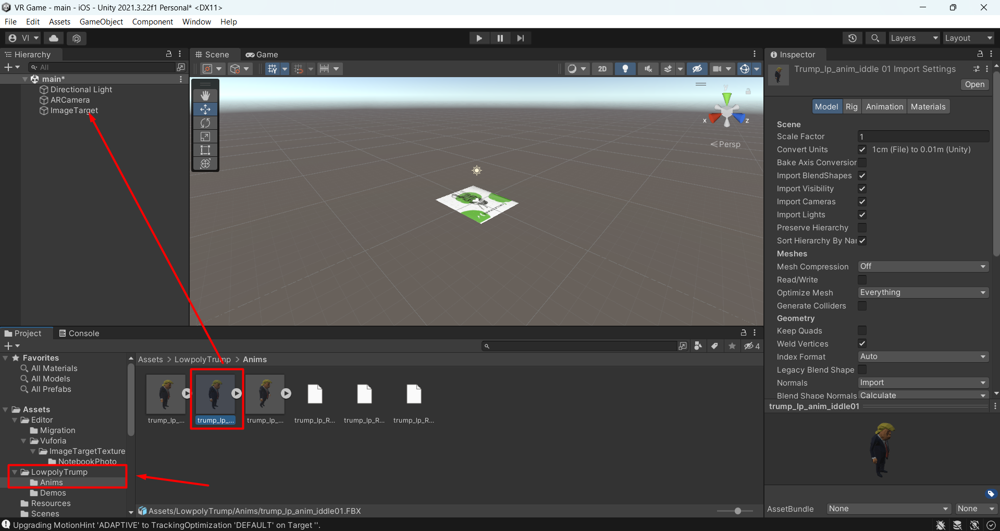 VR Game - main - iOS - Unity 2021.3.22f1 Personal* <DX11>
File Edit Assets GameObject Component Window Help
VI
Layers
Layout
Hierarchy
All
main*
Directional Light
ARCamera
ImageTarget
Scene
Game
2D
y
x
z
Persp
Inspector
Trump_lp_anim_iddle 01 Import Settings
Open
Model Rig Animation Materials
Scene
Scale Factor 1
Convert Units 1cm (File) to 0.01m (Unity)
Bake Axis Conversion
Import BlendShapes
Import Visibility
Import Cameras
Import Lights
Preserve Hierarchy
Sort Hierarchy By Nar
Meshes
Mesh Compression Off
Read/Write
Optimize Mesh Everything
Generate Colliders
Geometry
Keep Quads
Weld Vertices
Index Format Auto
Legacy Blend Shape
Normals Import
Blend Shape Normals Calculate
trump_lp_anim_iddle01
AssetBundle None None
Project
Console
4
Favorites
All Materials
All Models
All Prefabs
Assets
Editor
Migration
Vuforia
ImageTargetTexture
NotebookPhoto
LowpolyTrump
Anims
Demos
Resources
Scenes
Assets > LowpolyTrump > Anims
trump_lp_... trump_lp_... trump_lp_... trump_lp_R... trump_lp_R... trump_lp_R...
Assets/LowpolyTrump/Anims/trump_lp_anim_iddle01.FBX
Upgrading MotionHint 'ADAPTIVE' to TrackingOptimization 'DEFAULT' on Target ''.